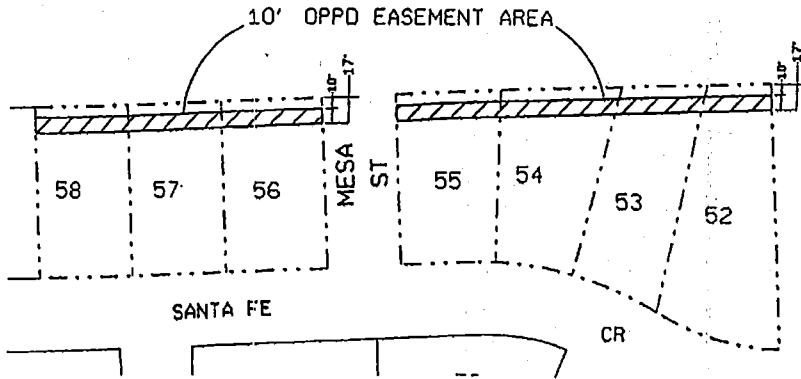 10' OPPD EASEMENT AREA
10'
17'
10'
17'
58
57
56
MESA ST
55
54
53
52
SANTA FE
CR